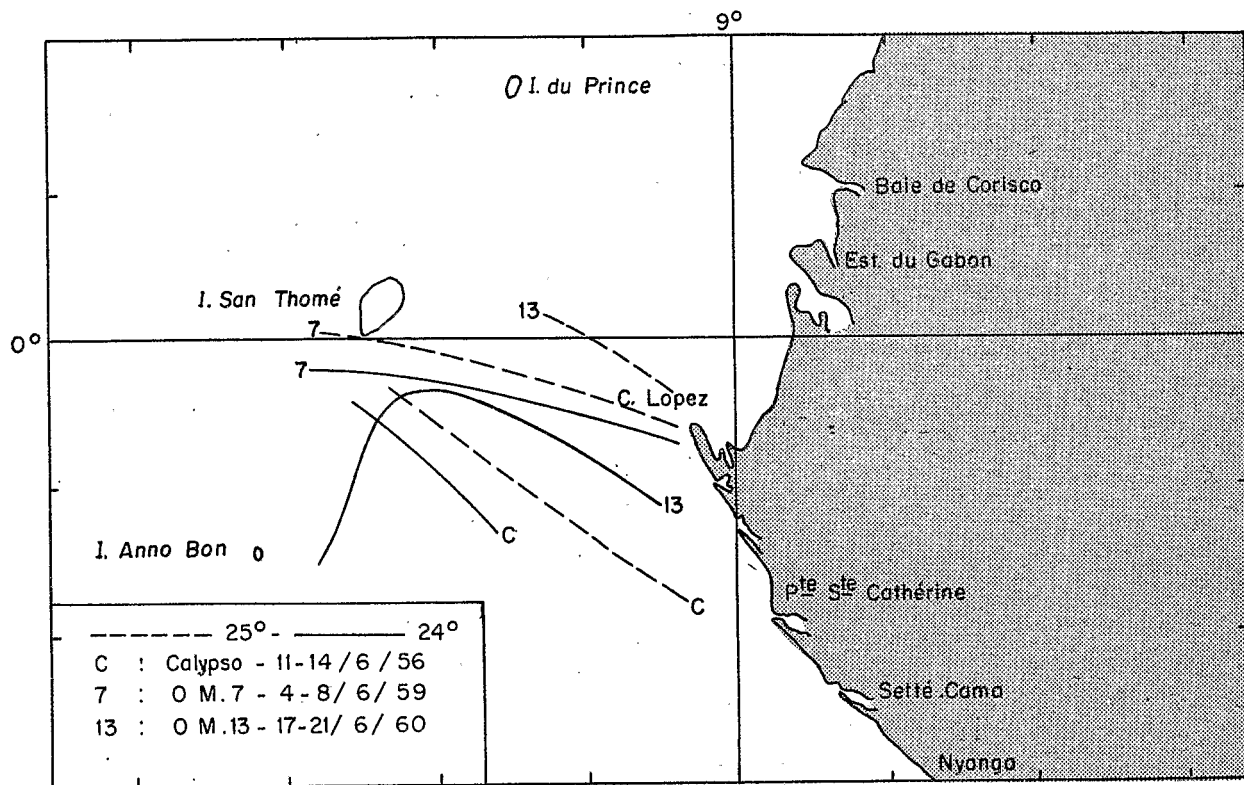 9°
I. du Prince
Baie de Corisco
Est. du Gabon
I. San Thomé
13
7
0°
7
C. Lopez
13
C
I. Anno Bon
C
Pte Ste Cathérine
25° - 24°
C : Calypso - 11-14 / 6 / 56
7 : O M.7 - 4-8 / 6 / 59
13 : O M.13 - 17-21 / 6 / 60
Setté.Cama
Nyanga